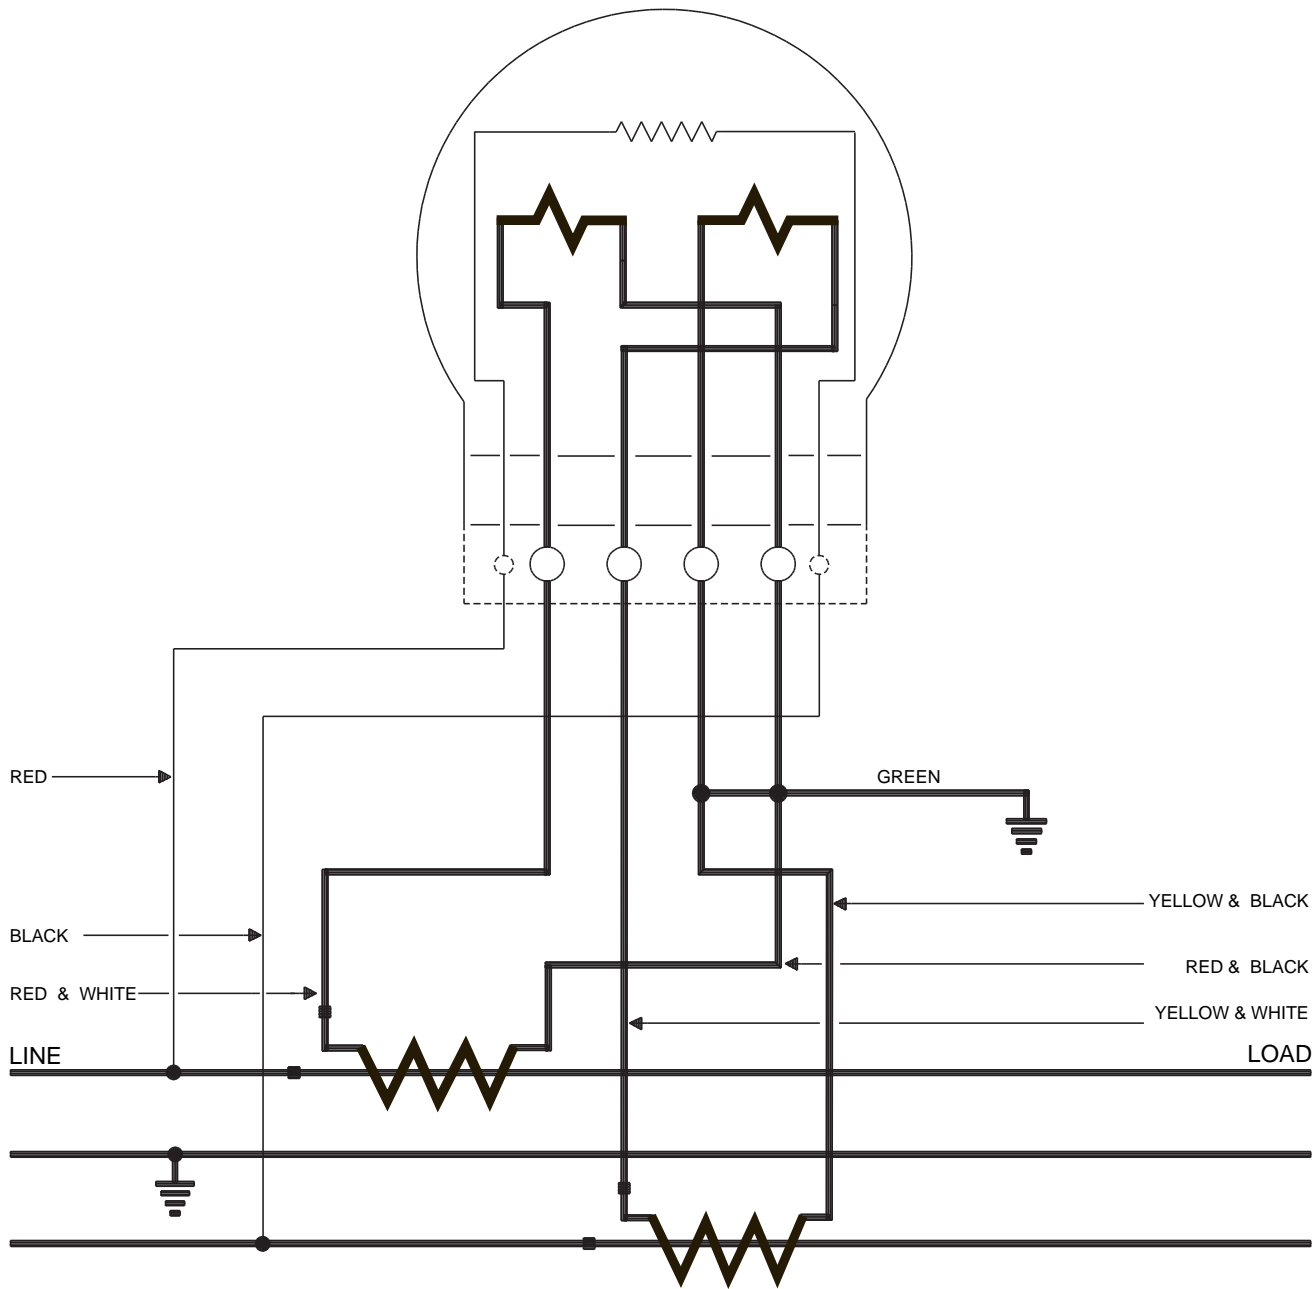 RED
GREEN
YELLOW & BLACK
BLACK
RED & BLACK
RED & WHITE
YELLOW & WHITE
LINE
LOAD